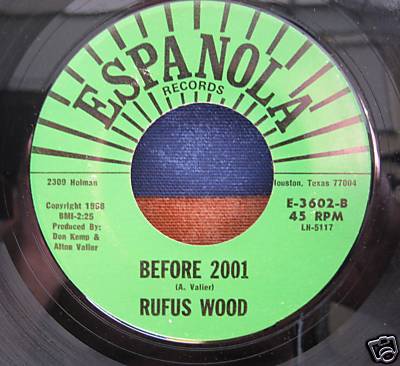 ESPANOLA
RECORDS
2309 Holman
Houston, Texas 77004
Copyright 1968
BMI-2:25
Produced By:
Don Kemp &
Alton Valier
E-3602-B
45 RPM
LH-5117
BEFORE 2001
(A. Valier)
RUFUS WOOD